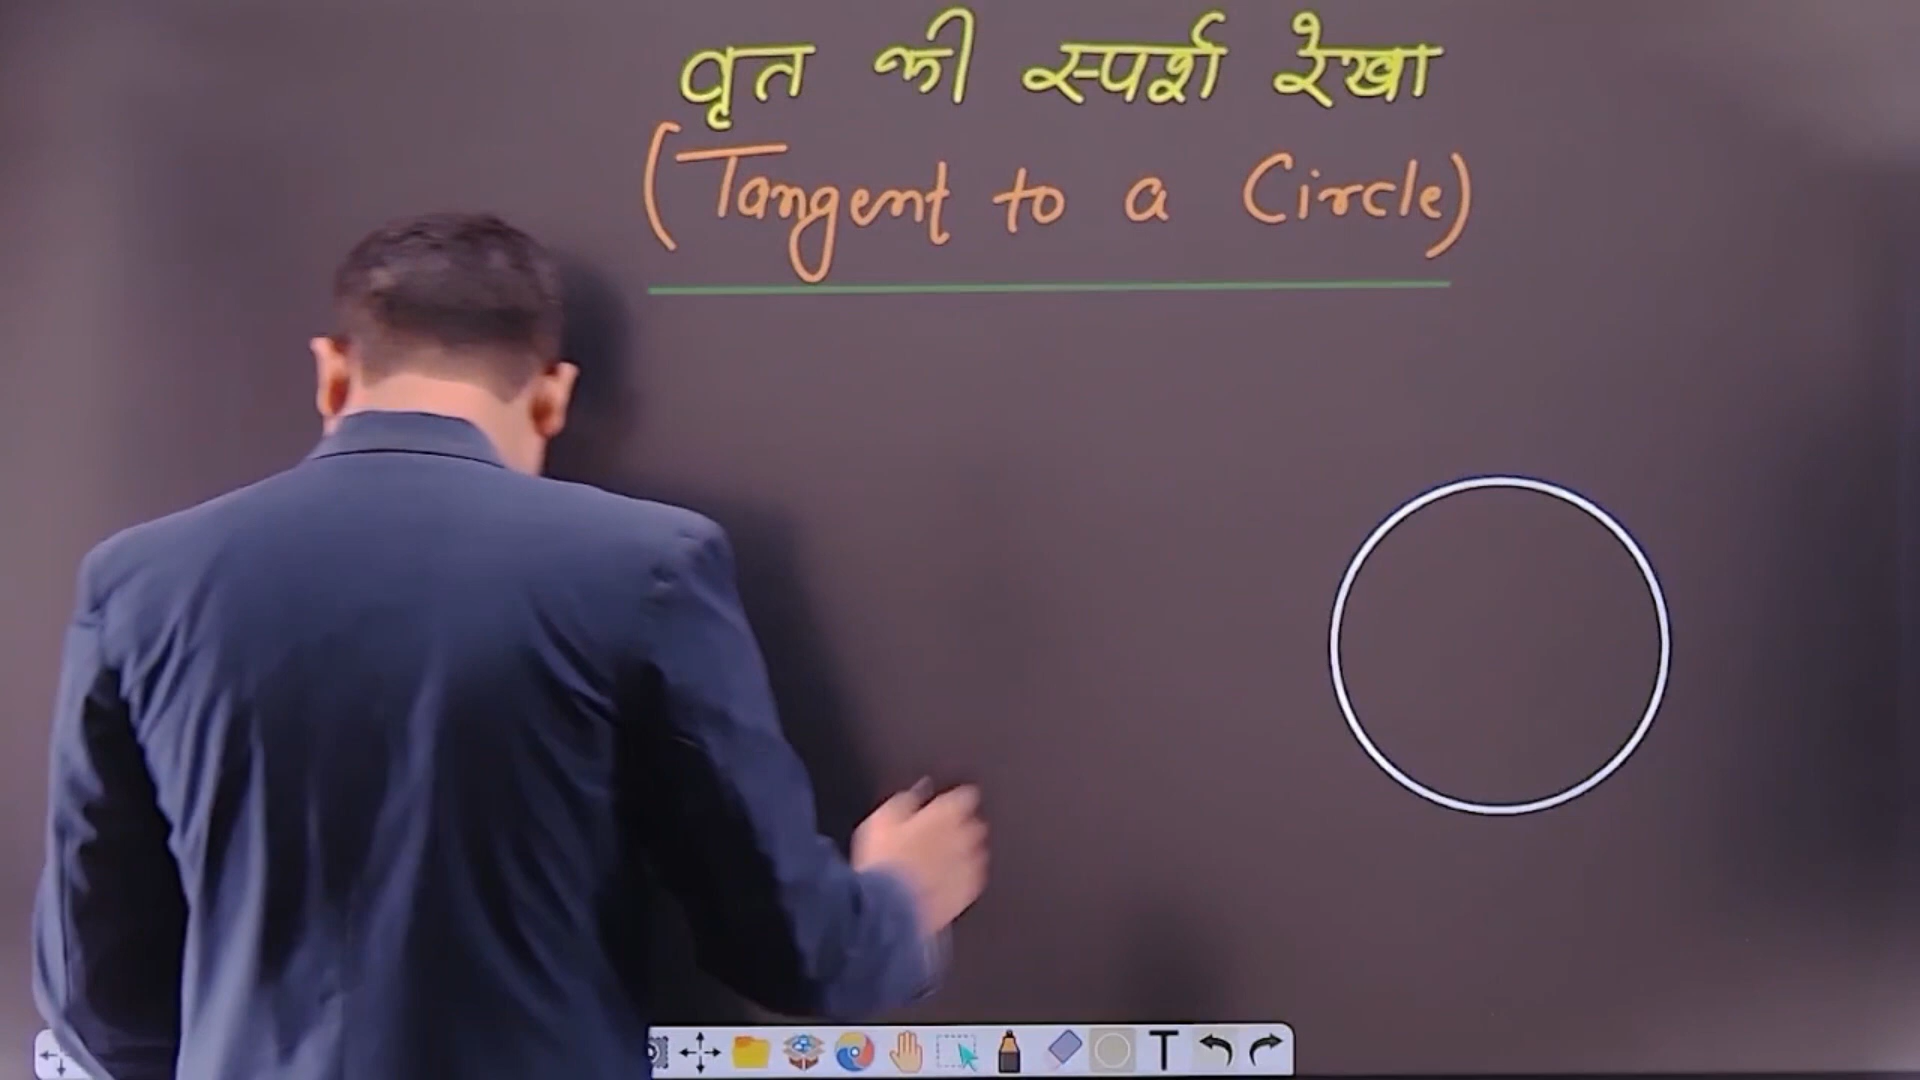 वृत की स्पर्श रेखा
(Tangent to a Circle)
T